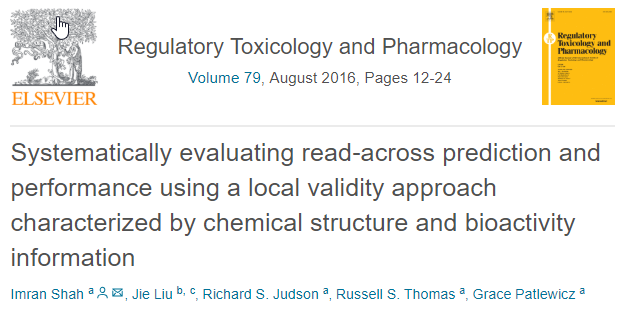 ELSEVIER
Regulatory Toxicology and Pharmacology
Volume 79, August 2016, Pages 12-24
Regulatory
Toxicology and
Pharmacology
Systematically evaluating read-across prediction and
performance using a local validity approach
characterized by chemical structure and bioactivity
information
Imran Shah a, Jie Liu b, c, Richard S. Judson a, Russell S. Thomas a, Grace Patlewicz a